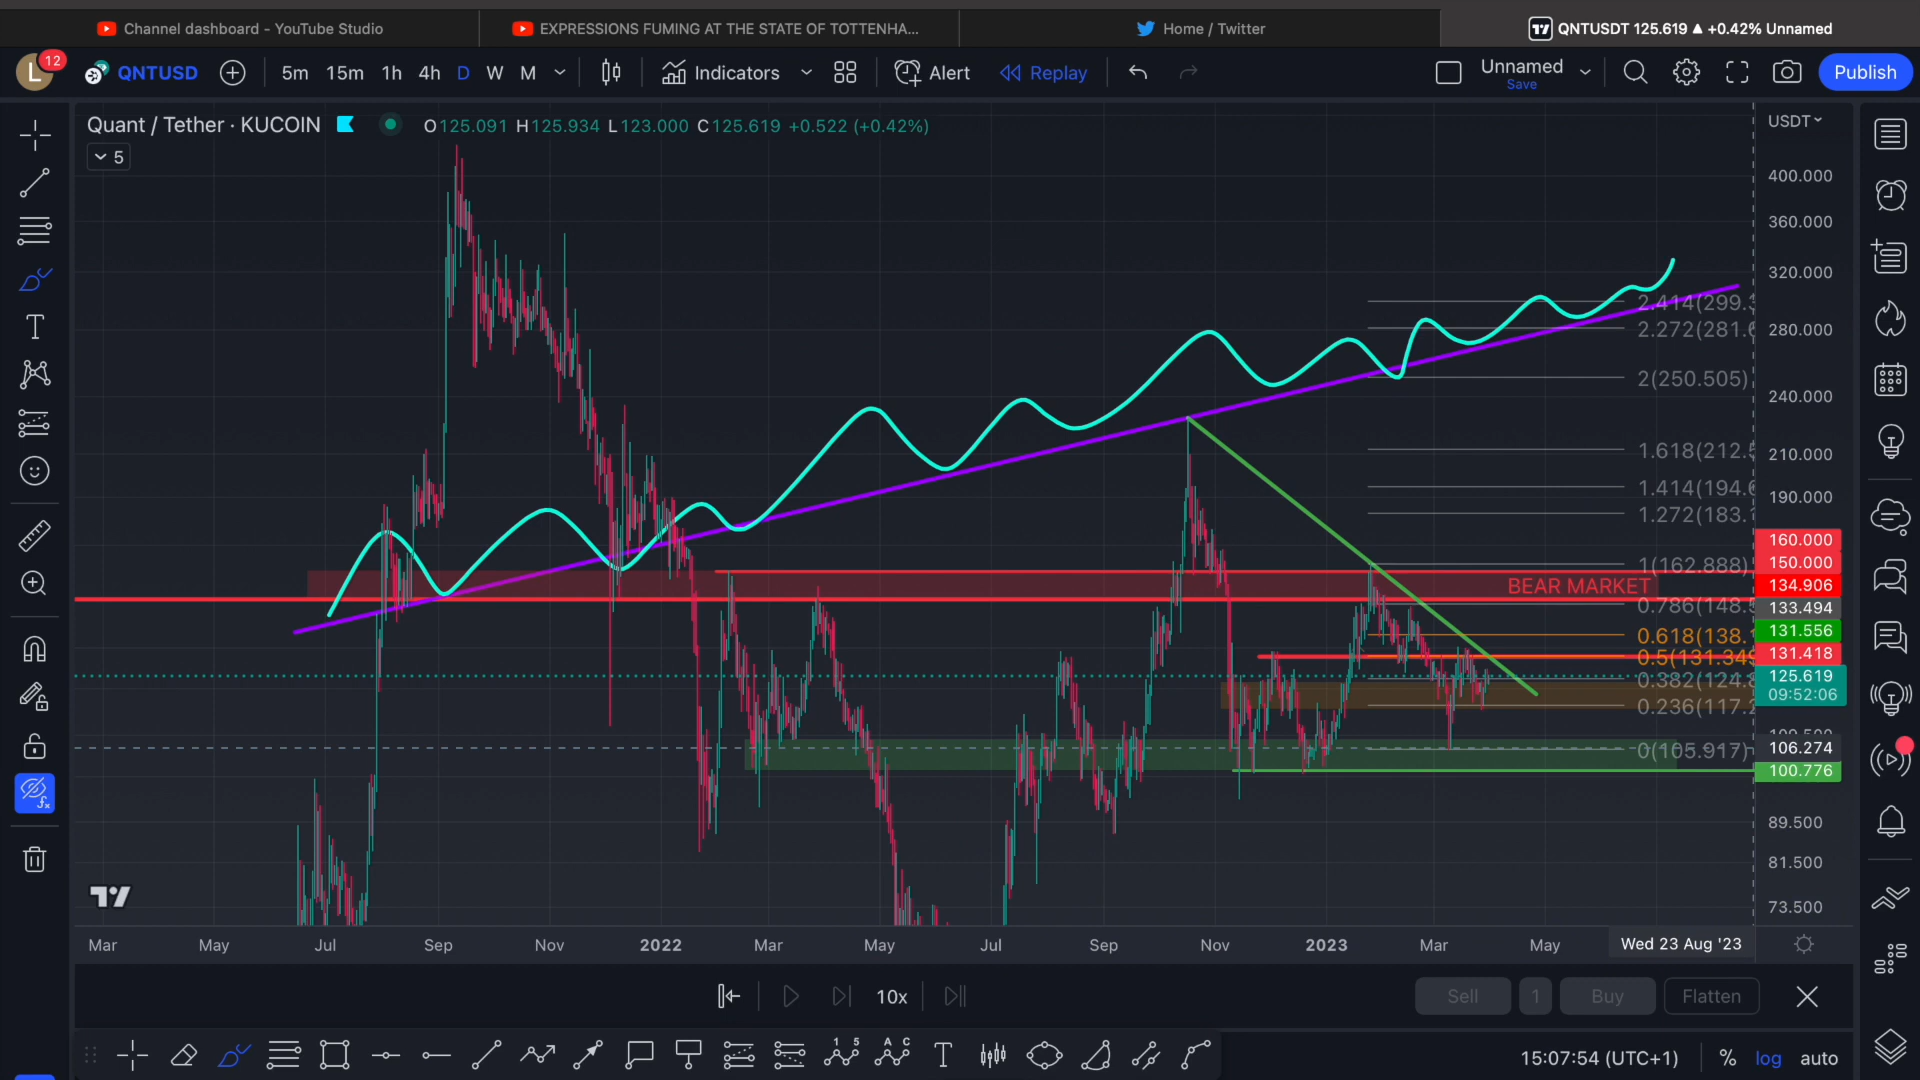 Channel dashboard - YouTube Studio
EXPRESSIONS FUMING AT THE STATE OF TOTTENHA...
Home / Twitter
QNTUSDT 125.619 ▲ +0.42% Unnamed
L
12
QNTUSD
5m 15m 1h 4h D W M
Indicators
Alert
Replay
Unnamed
Save
Publish
Quant / Tether · KUCOIN
O125.091 H125.934 L123.000 C125.619 +0.522 (+0.42%)
5
USDT
400.000
360.000
320.000
280.000
240.000
210.000
190.000
160.000
150.000
134.906
133.494
131.556
131.418
125.619
09:52:06
106.274
100.776
89.500
81.500
73.500
2.414(299.
2.272(281.
2(250.505)
1.618(212.
1.414(194.
1.272(183.
1(162.888)
BEAR MARKET
0.786(148.
0.618(138.
0.5(131.349
0.382(124.
0.236(117.
0(105.917)
Mar May Jul Sep Nov 2022 Mar May Jul Sep Nov 2023 Mar May Wed 23 Aug '23
10x
Sell 1 Buy Flatten
1 5
A C
15:07:54 (UTC+1) % log auto